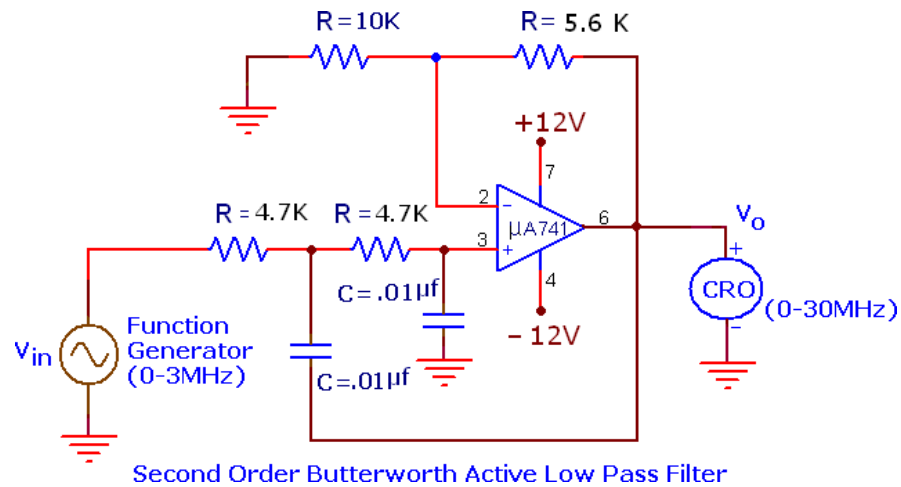 R=10K
R= 5.6 K
+12V
7
2
−
R=4.7K
R=4.7K
μA741
6
3
+
Vo
+
4
C=.01μf
CRO
(0-30MHz)
−
−12V
Function
Generator
(0-3MHz)
Vin
C=.01μf
Second Order Butterworth Active Low Pass Filter